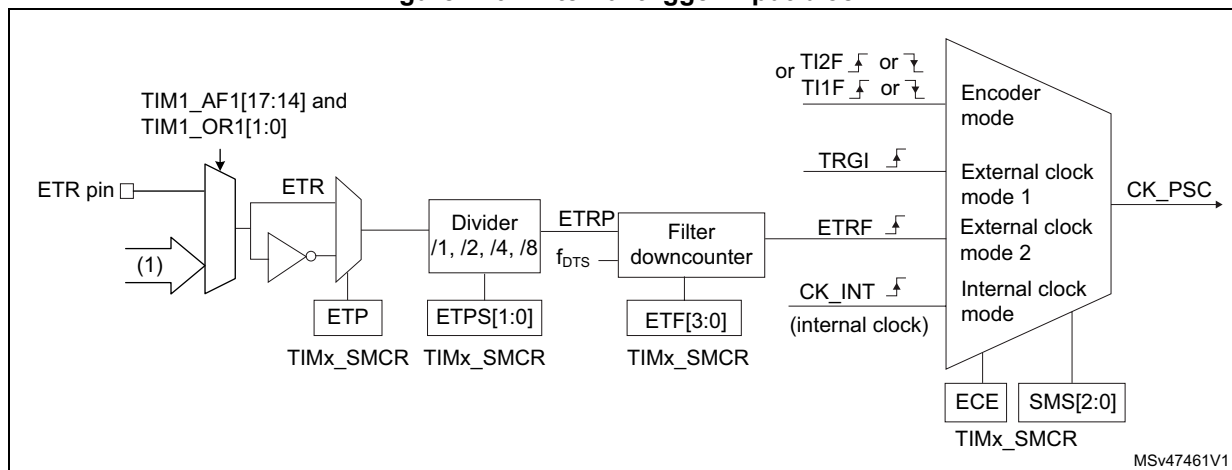 TIM1_AF1[17:14] and
TIM1_OR1[1:0]
ETR pin
(1)
ETR
ETP
TIMx_SMCR
Divider
/1, /2, /4, /8
ETPS[1:0]
TIMx_SMCR
ETRP
fDTS
Filter
downcounter
ETF[3:0]
TIMx_SMCR
or TI2F or
TI1F or
Encoder
mode
TRGI
External clock
mode 1
ETRF
External clock
mode 2
CK_INT
(internal clock)
Internal clock
mode
CK_PSC
ECE
SMS[2:0]
TIMx_SMCR
MSv47461V1